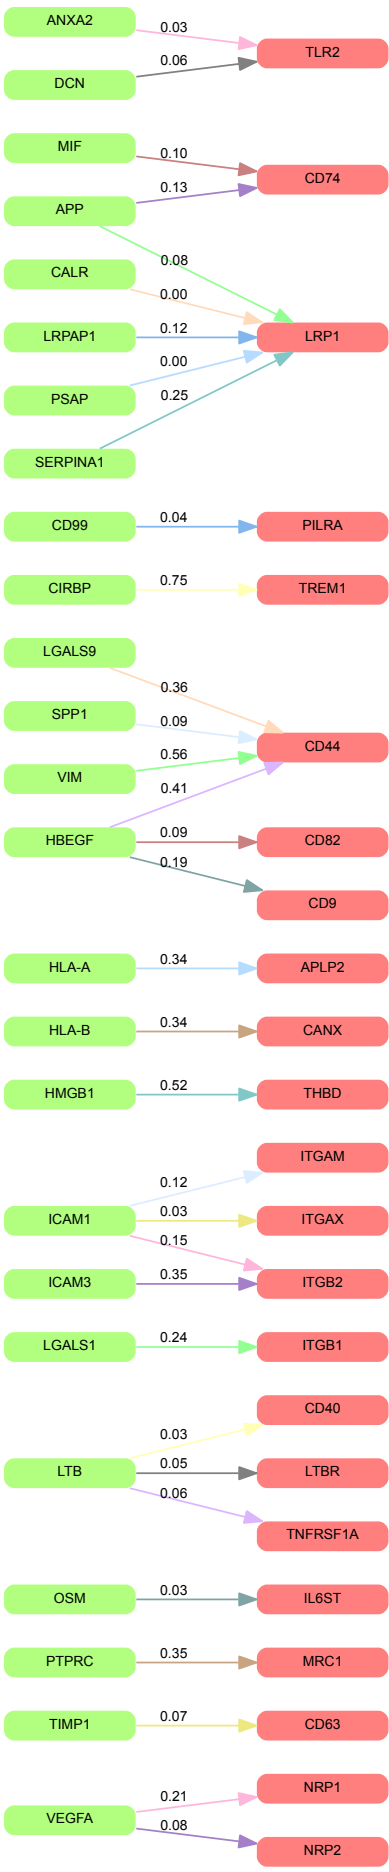 ANXA2
0.03
TLR2
DCN
0.06
MIF
0.10
CD74
APP
0.13
0.08
CALR
0.00
LRPAP1
0.12
LRP1
PSAP
0.00
0.25
SERPINA1
CD99
0.04
PILRA
CIRBP
0.75
TREM1
LGALS9
0.36
SPP1
0.09
CD44
VIM
0.56
0.41
HBEGF
0.09
CD82
0.19
CD9
HLA-A
0.34
APLP2
HLA-B
0.34
CANX
HMGB1
0.52
THBD
ITGAM
0.12
ICAM1
0.03
ITGAX
0.15
ICAM3
0.35
ITGB2
LGALS1
0.24
ITGB1
CD40
0.03
LTB
0.05
LTBR
0.06
TNFRSF1A
OSM
0.03
IL6ST
PTPRC
0.35
MRC1
TIMP1
0.07
CD63
NRP1
0.21
VEGFA
0.08
NRP2